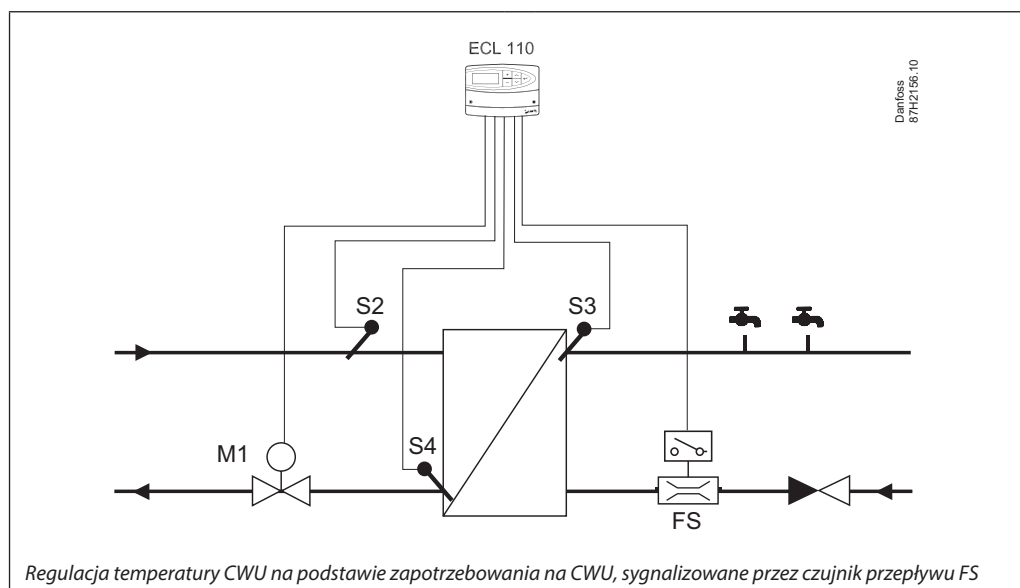 ECL 110
Danfoss
87H2156.10
S2
S3
M1
S4
FS
Regulacja temperatury CWU na podstawie zapotrzebowania na CWU, sygnalizowane przez czujnik przepływu FS